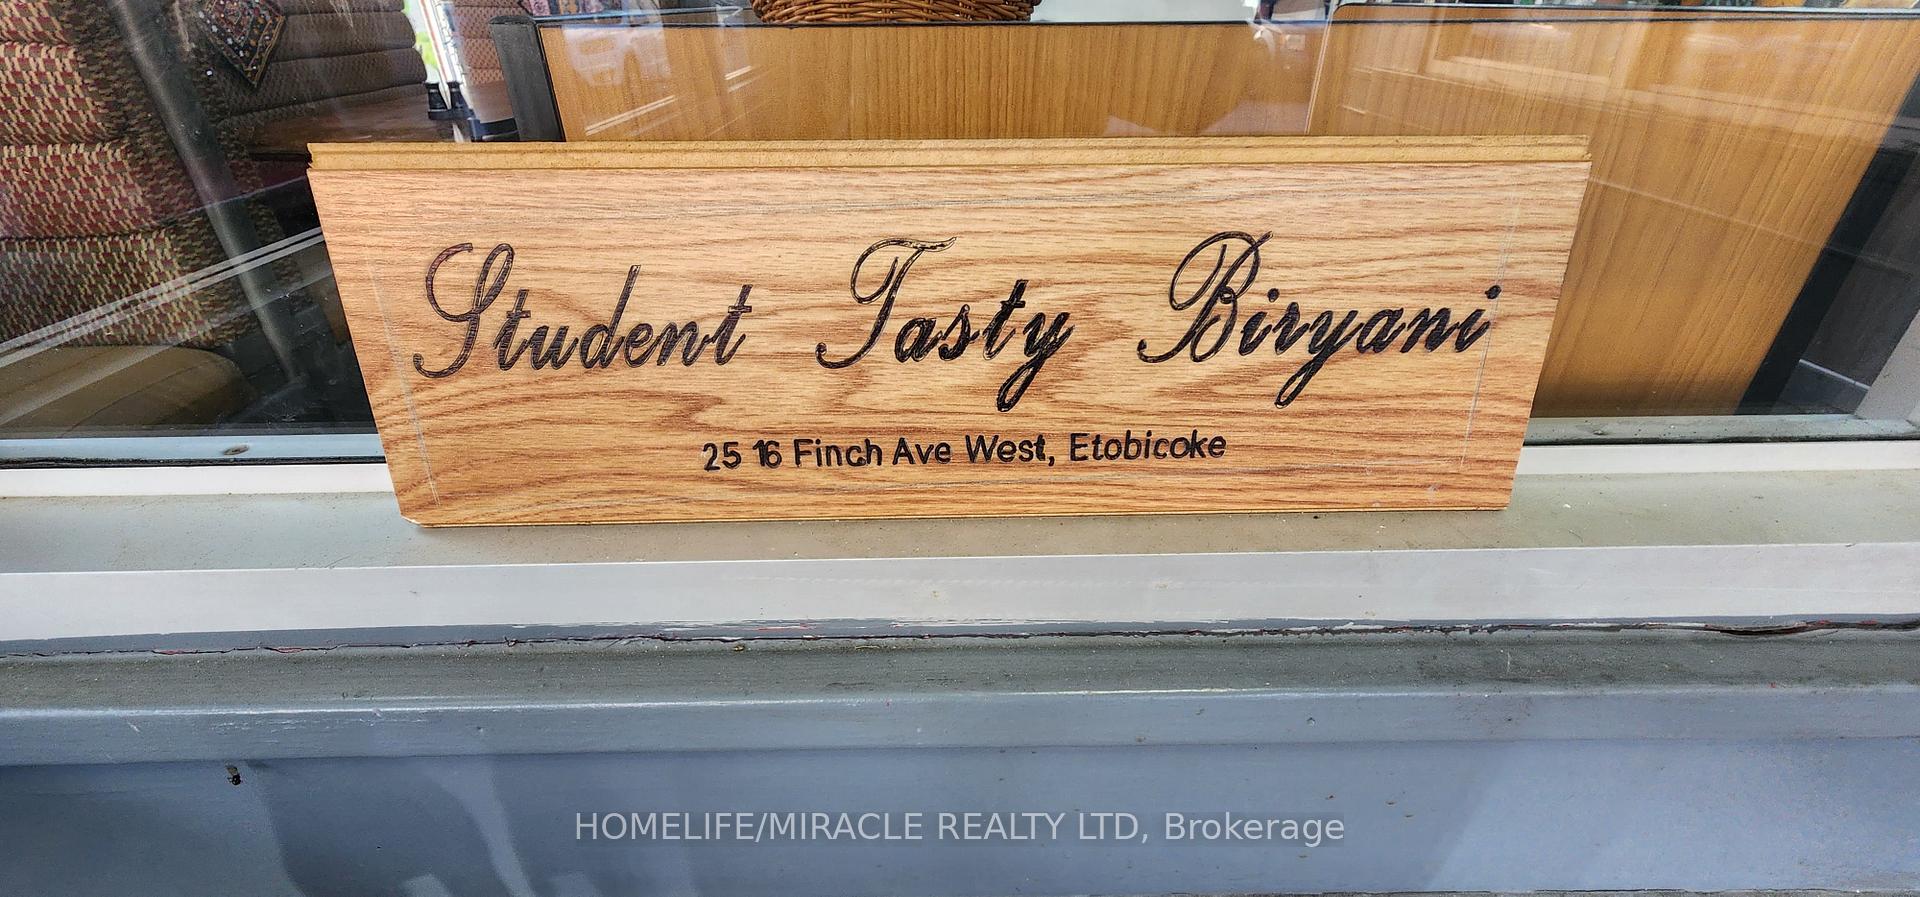 Student Tasty Biryani
25 16 Finch Ave West, Etobicoke
HOMELIFE/MIRACLE REALTY LTD, Brokerage